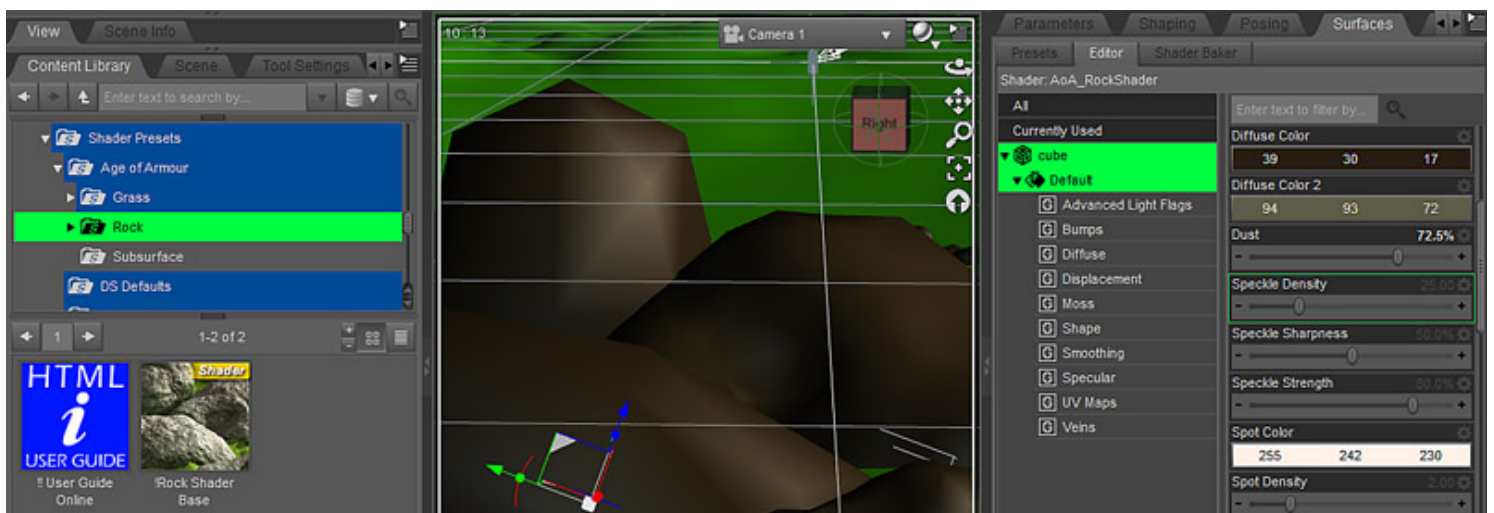 View Scene Info
Content Library Scene Tool Settings
Enter text to search by...
Shader Presets
Age of Armour
Grass
Rock
Subsurface
DS Defaults
1 1-2 of 2
HTML
i
USER GUIDE
!! User Guide
Online
Shader
!Rock Shader
Base
10 : 13
Camera 1
Right
Parameters Shaping Posing Surfaces
Presets Editor Shader Baker
Shader: AoA_RockShader
All
Currently Used
cube
Default
G Advanced Light Flags
G Bumps
G Diffuse
G Displacement
G Moss
G Shape
G Smoothing
G Specular
G UV Maps
G Veins
Enter text to filter by...
Diffuse Color
39 30 17
Diffuse Color 2
94 93 72
Dust 72.5%
- +
Speckle Density 25.00
- +
Speckle Sharpness 50.0%
- +
Speckle Strength 80.0%
- +
Spot Color
255 242 230
Spot Density 2.00
- +